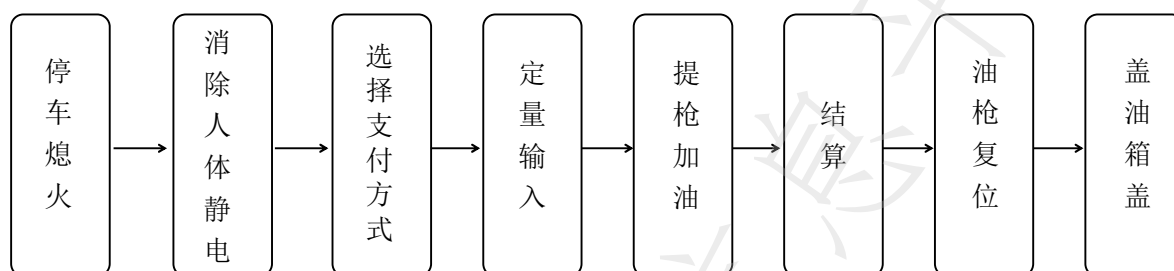 停车熄火
消除人体静电
选择支付方式
定量输入
提枪加油
结算
油枪复位
盖油箱盖